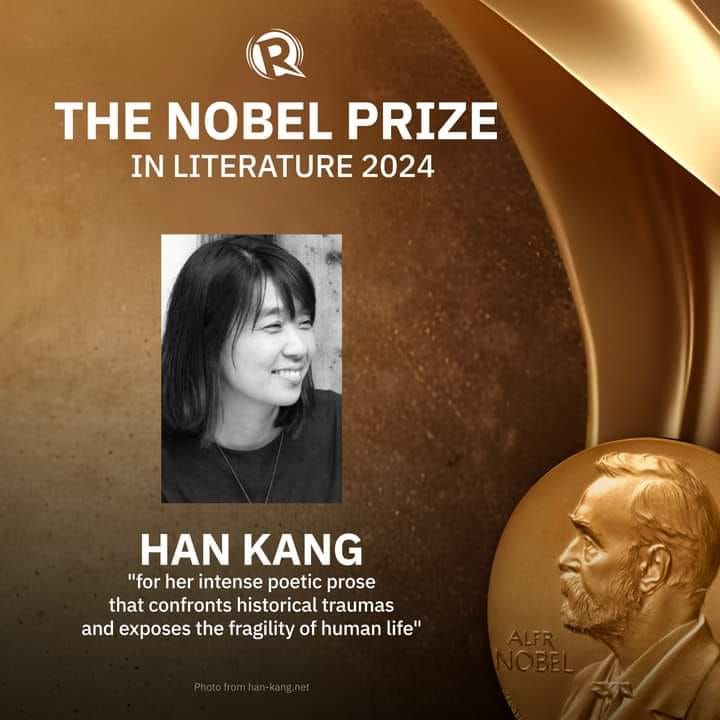 R
THE NOBEL PRIZE
IN LITERATURE 2024
HAN KANG
"for her intense poetic prose
that confronts historical traumas
and exposes the fragility of human life"
ALFR·
NOBEL
Photo from han-kang.net